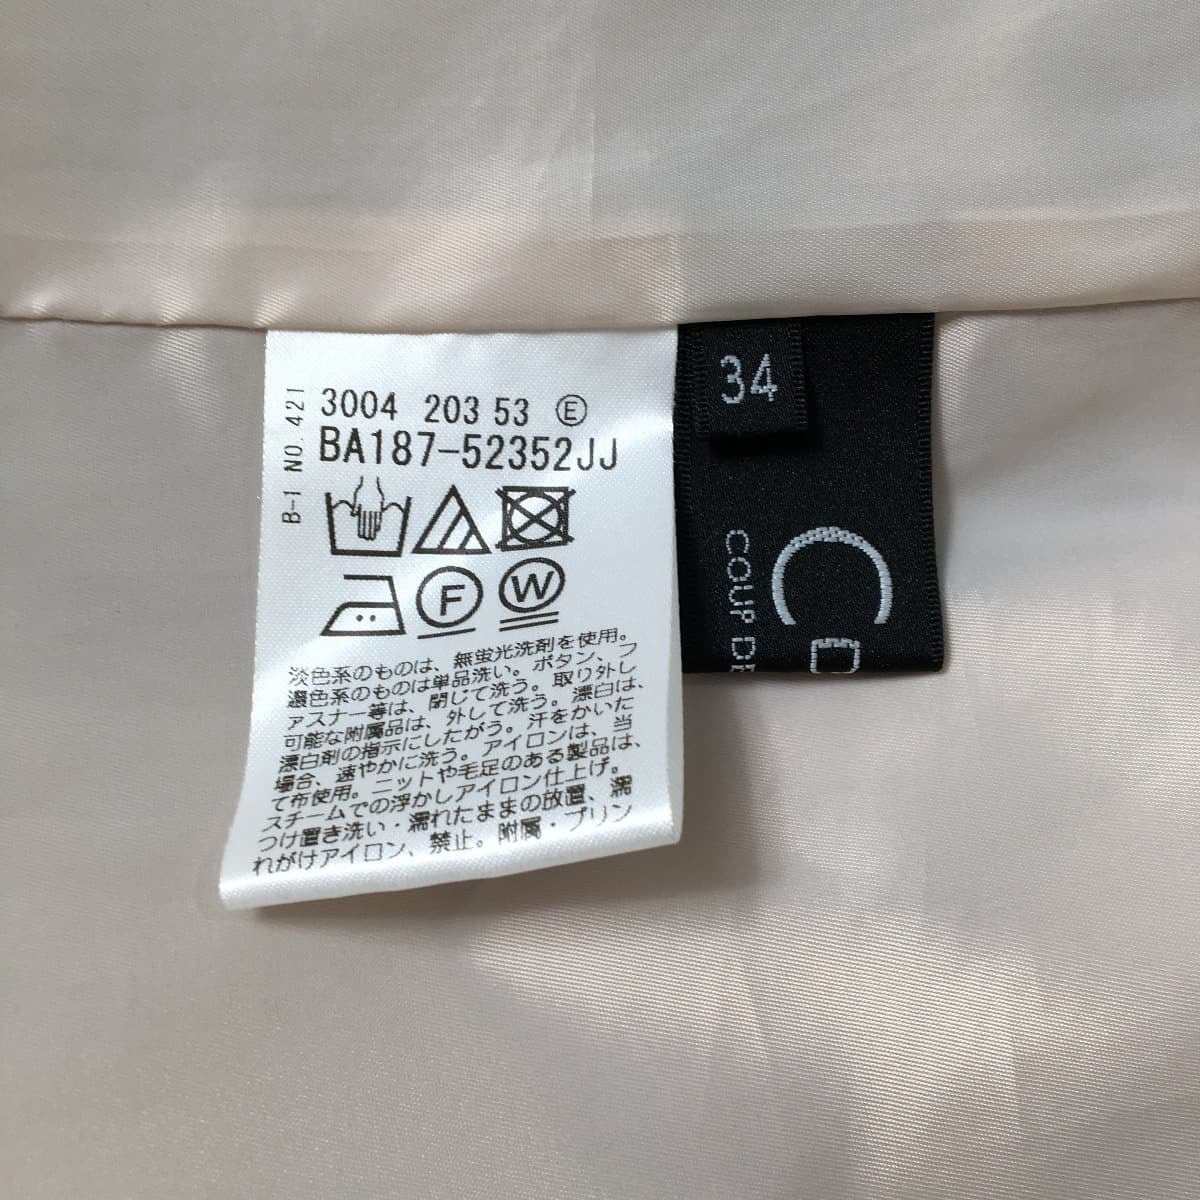 B-1 NO.421
3004 203 53 Ⓔ
BA187-52352JJ
F
W
淡色系のものは、無蛍光洗剤を使用。
濃色系のものは単品洗い。ボタン、フ
ァスナー等は、閉じて洗う。取り外し
可能な附属品は、外して洗う。漂白は、
漂白剤の指示にしたがう。汗をかいた
場合、速やかに洗う。アイロンは、当
て布使用。ニットや毛足のある製品は、
スチームでの浮かしアイロン仕上げ。
つけ置き洗い・濡れたままの放置、濡
れがけアイロン、禁止。附属・プリン
34
C
COUP DE